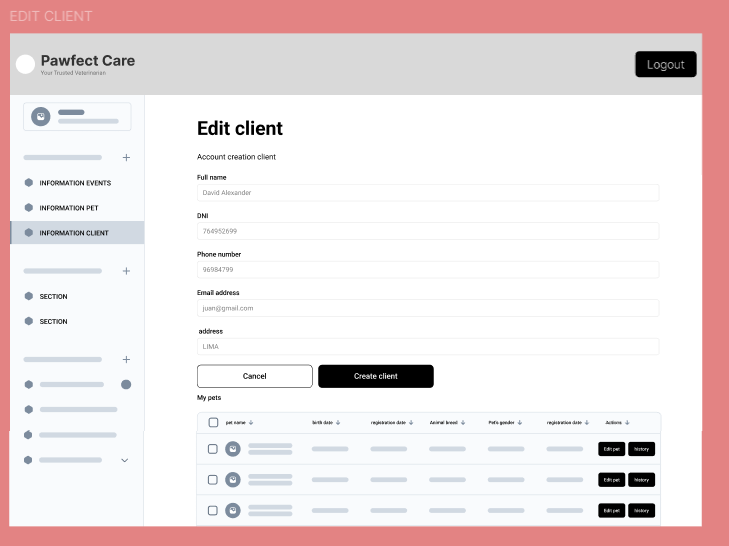 EDIT CLIENT
Pawfect Care
Your Trusted Veterinarian
Logout
INFORMATION EVENTS
INFORMATION PET
INFORMATION CLIENT
SECTION
SECTION
Edit client
Account creation client
Full name
David Alexander
DNI
764952699
Phone number
96984799
Email address
juan@gmail.com
address
LIMA
Cancel Create client
My pets
pet name birth date registration date Animal breed Pet's gender registration date Actions
Edit pet history
Edit pet history
Edit pet history